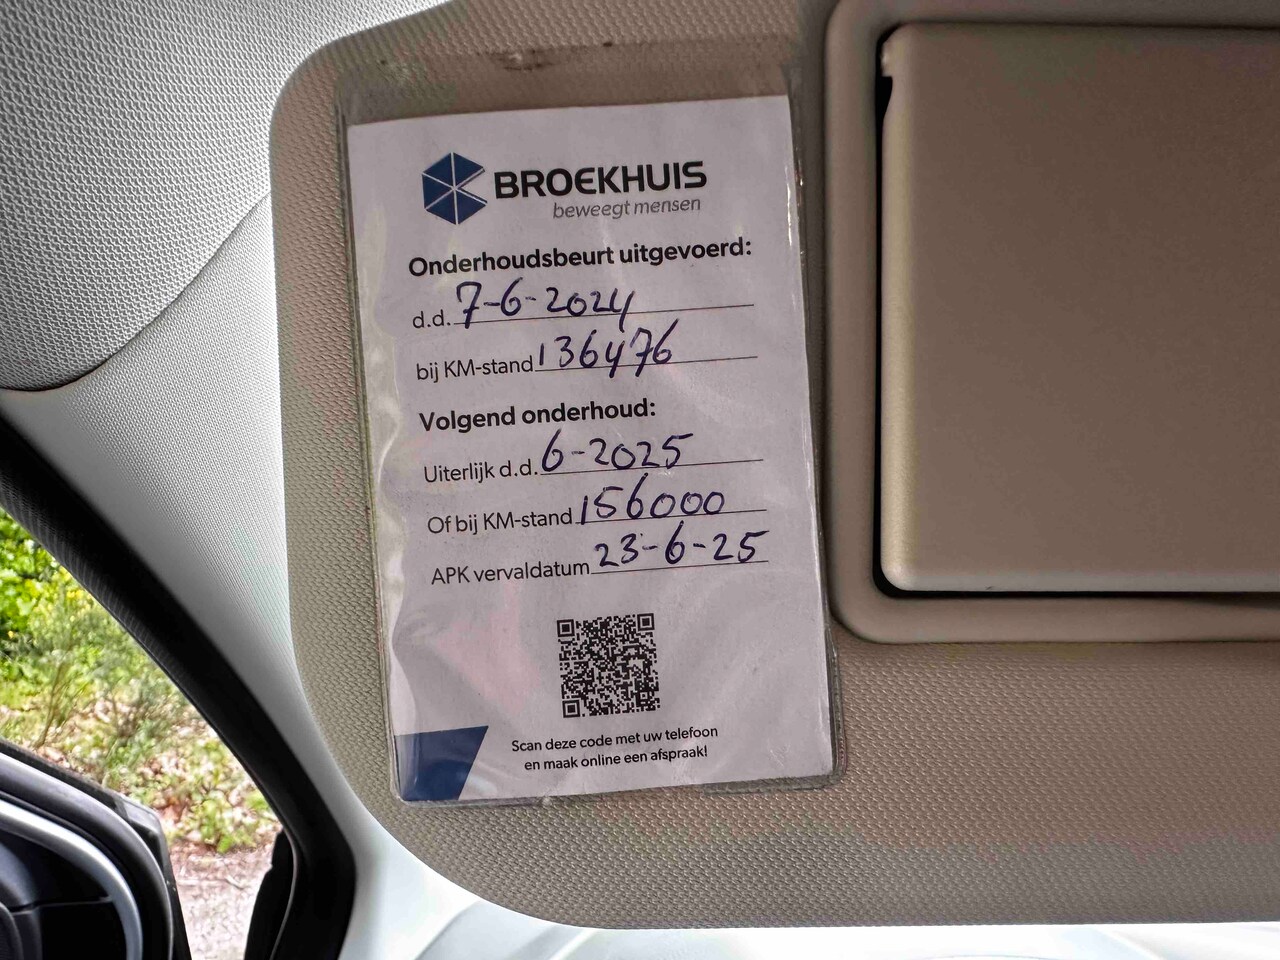 BROEKHUIS
beweegt mensen
Onderhoudsbeurt uitgevoerd:
d.d. 7-6-2024
bij KM-stand 136476
Volgend onderhoud:
Uiterlijk d.d. 6-2025
Of bij KM-stand 156000
APK vervaldatum 23-6-25
Scan deze code met uw telefoon
en maak online een afspraak!